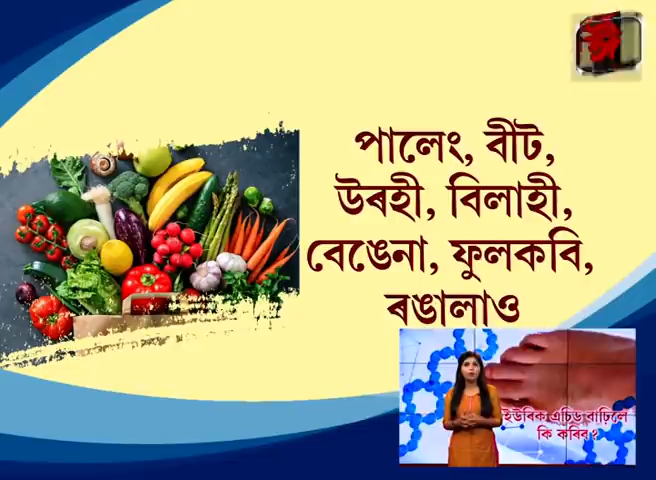 পালেং, বীট,
উৰহী, বিলাহী,
বেঙেনা, ফুলকবি,
ৰঙালাও
ইউৰিক এচিড বাঢ়িলে
কি কৰিব ?